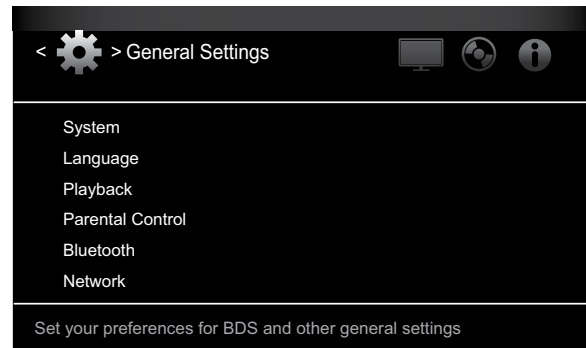 < > General Settings
System
Language
Playback
Parental Control
Bluetooth
Network
Set your preferences for BDS and other general settings